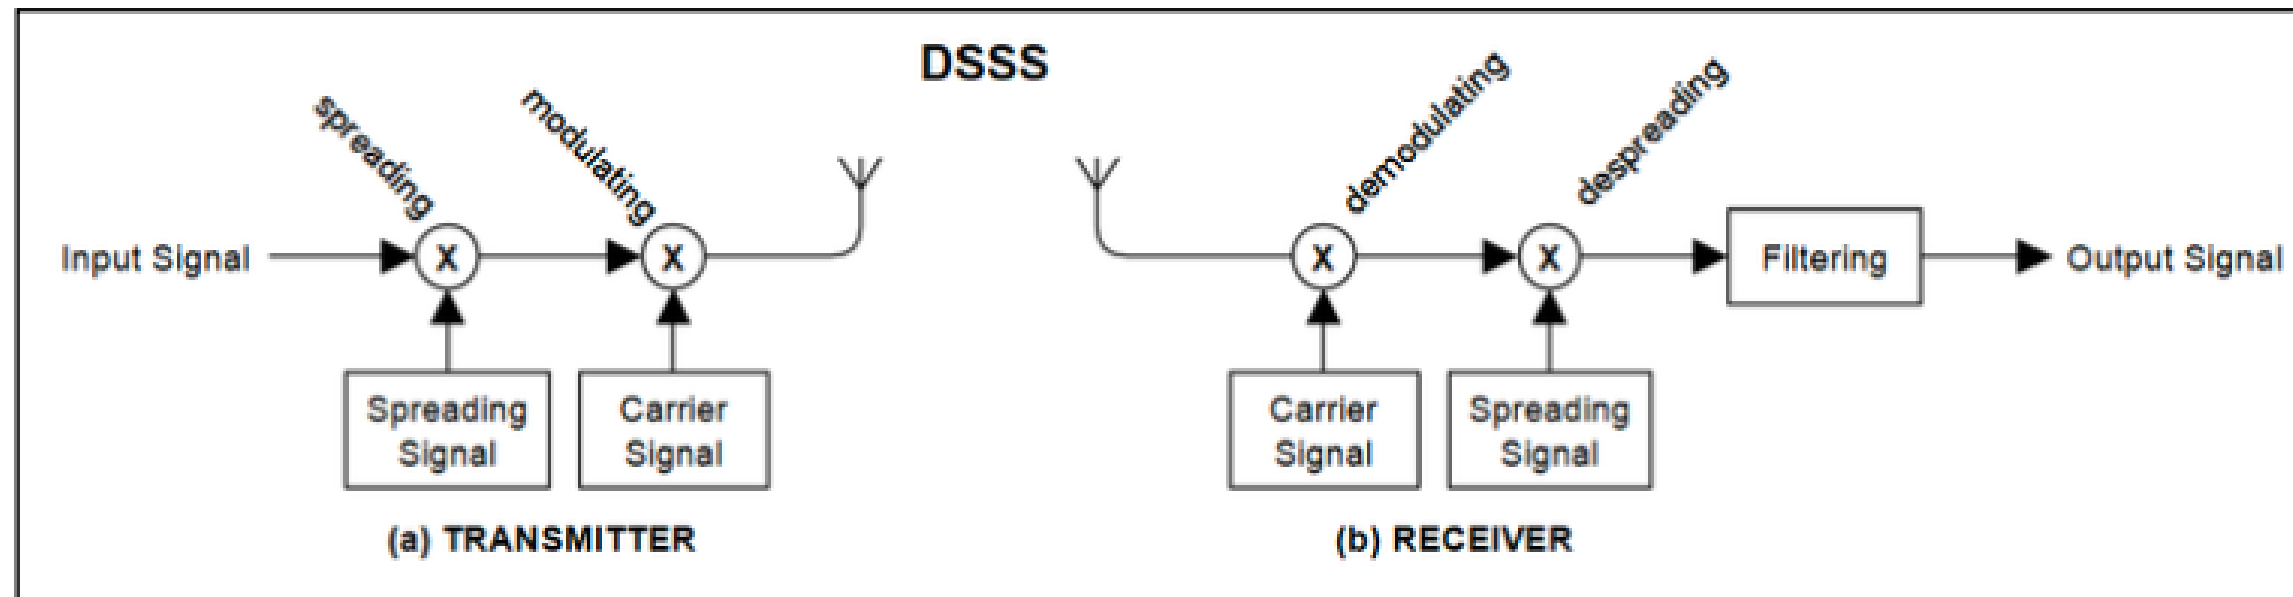 DSSS
spreading
modulating
demodulating
despreading
Input Signal
X
X
X
X
Filtering
Output Signal
Spreading
Signal
Carrier
Signal
Carrier
Signal
Spreading
Signal
(a) TRANSMITTER
(b) RECEIVER